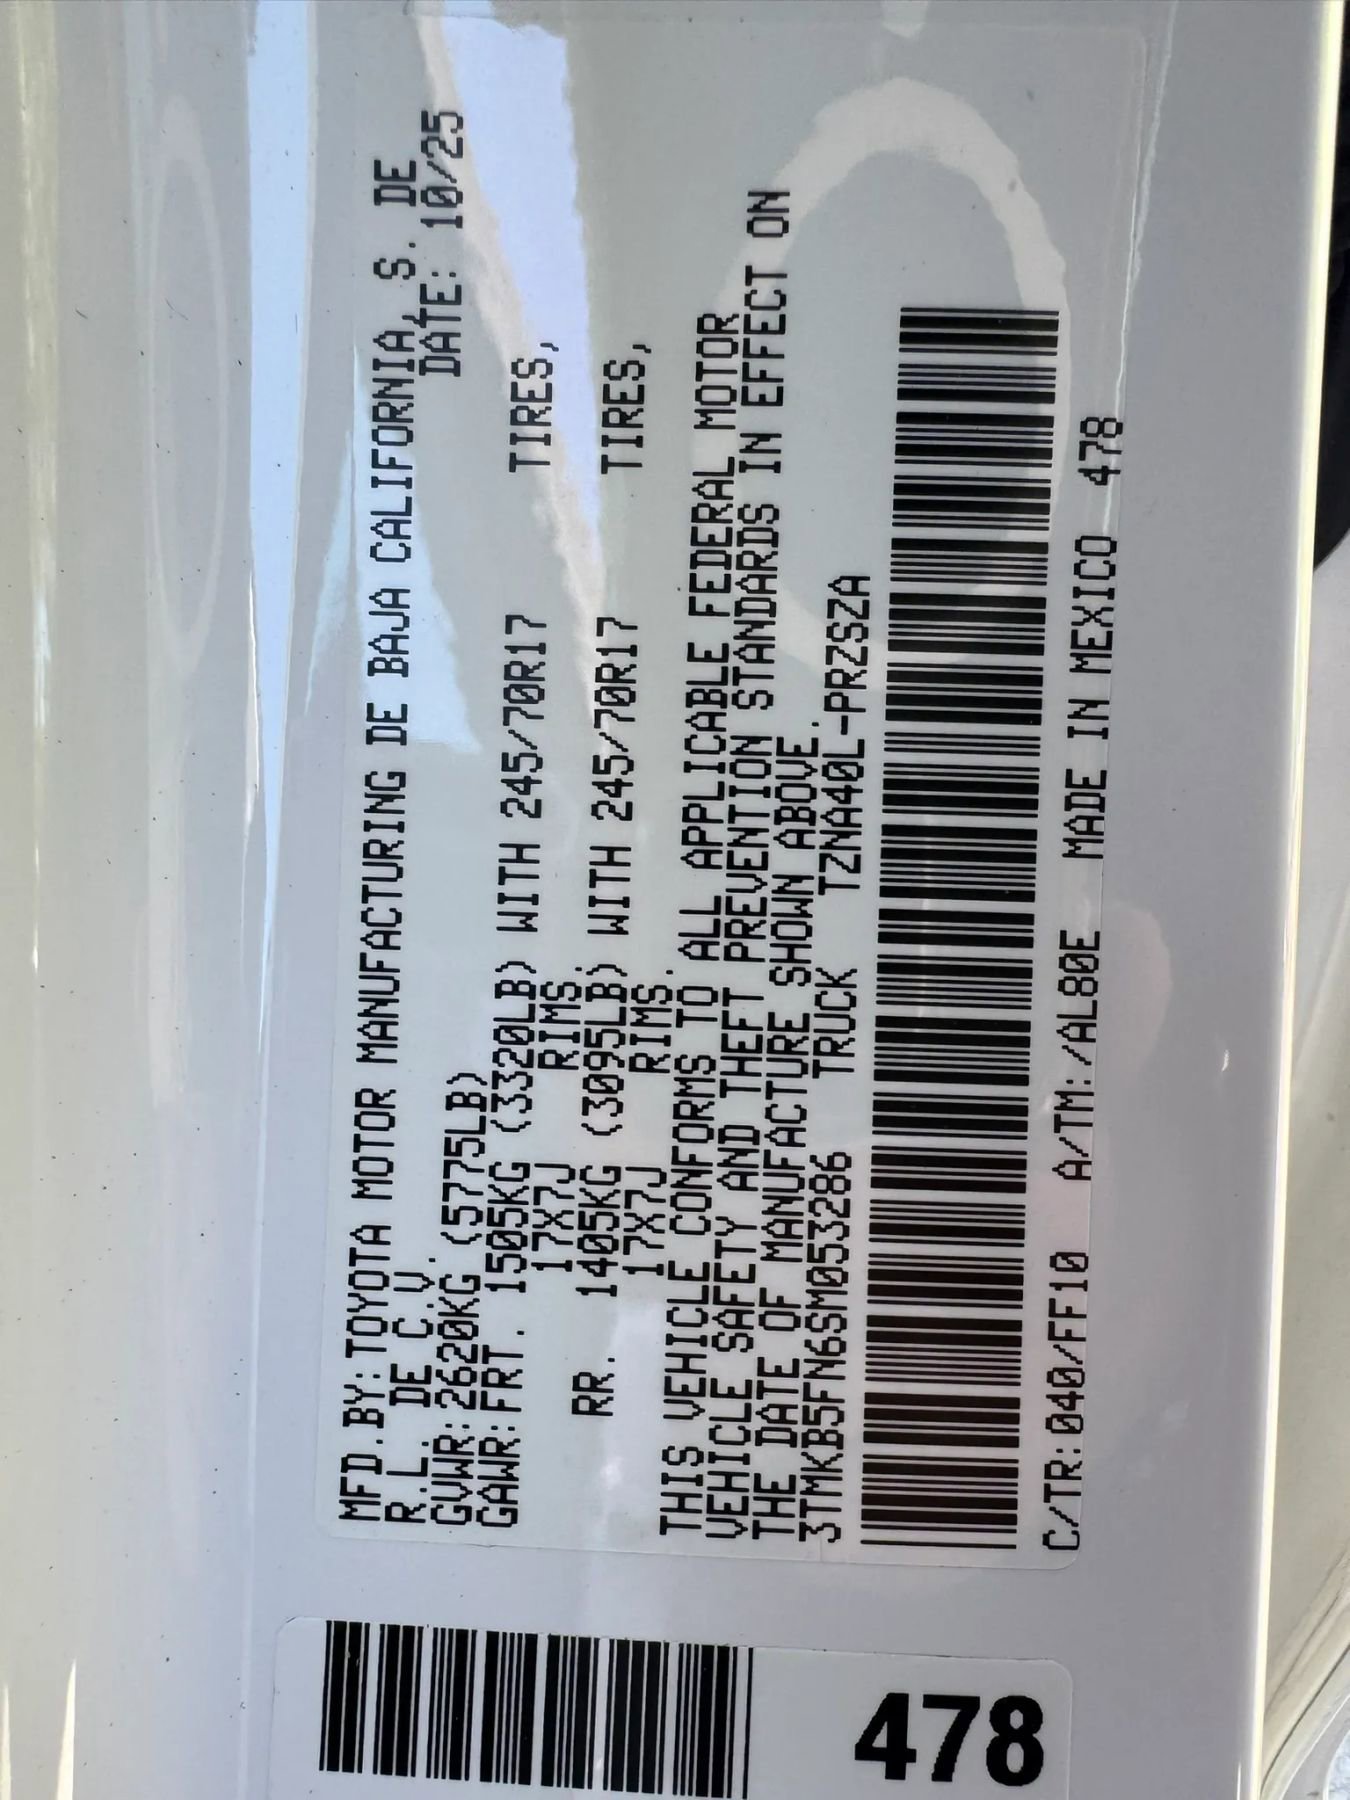 MFD.BY:TOYOTA MOTOR MANUFACTURING DE BAJA CALIFORNIA, S. DE
R.L. DE C.V. DATE: 10/25
GVWR:2620KG (5775LB)
GAWR:FRT. 1505KG (3320LB) WITH 245/70R17 TIRES,
17X7J RIMS.
RR. 1405KG (3095LB) WITH 245/70R17 TIRES,
17X7J RIMS.
THIS VEHICLE CONFORMS TO ALL APPLICABLE FEDERAL MOTOR
VEHICLE SAFETY AND THEFT PREVENTION STANDARDS IN EFFECT ON
THE DATE OF MANUFACTURE SHOWN ABOVE.
3TMKB5FN6SM053286 TRUCK TZNA40L-PRZSZA
C/TR:040/FF10 A/TM:/AL80E MADE IN MEXICO 478
478